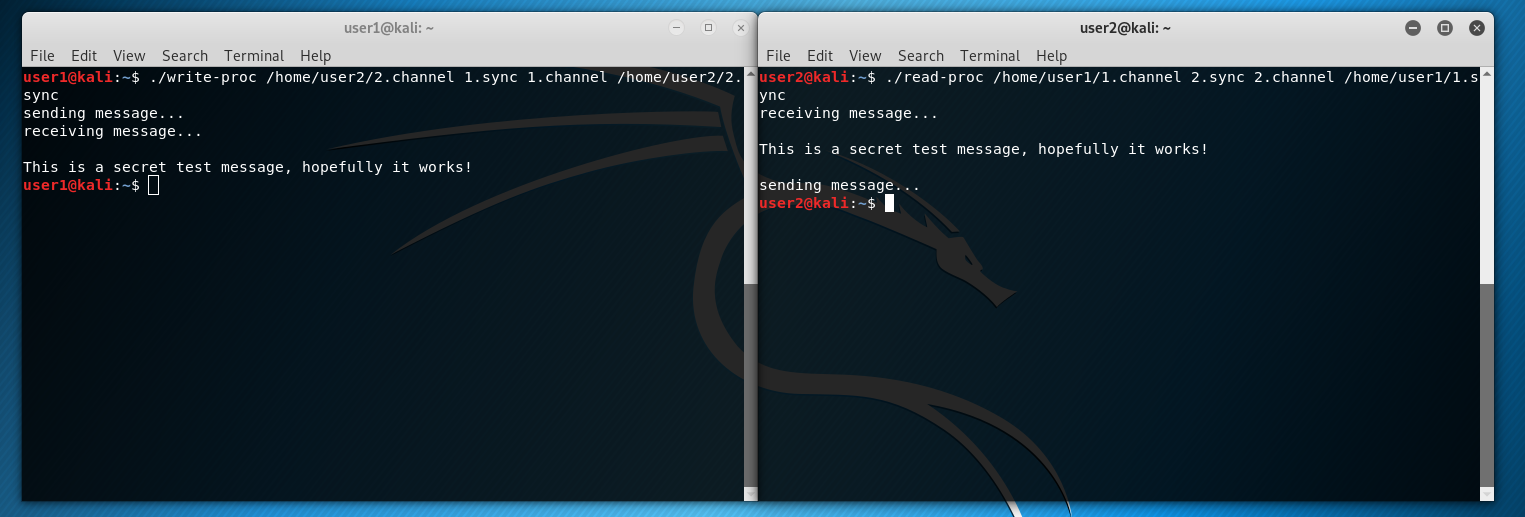 user1@kali: ~
File Edit View Search Terminal Help
user1@kali:~$ ./write-proc /home/user2/2.channel 1.sync 1.channel /home/user2/2.
sync
sending message...
receiving message...
This is a secret test message, hopefully it works!
user1@kali:~$
user2@kali: ~
File Edit View Search Terminal Help
user2@kali:~$ ./read-proc /home/user1/1.channel 2.sync 2.channel /home/user1/1.s
ync
receiving message...
This is a secret test message, hopefully it works!
sending message...
user2@kali:~$